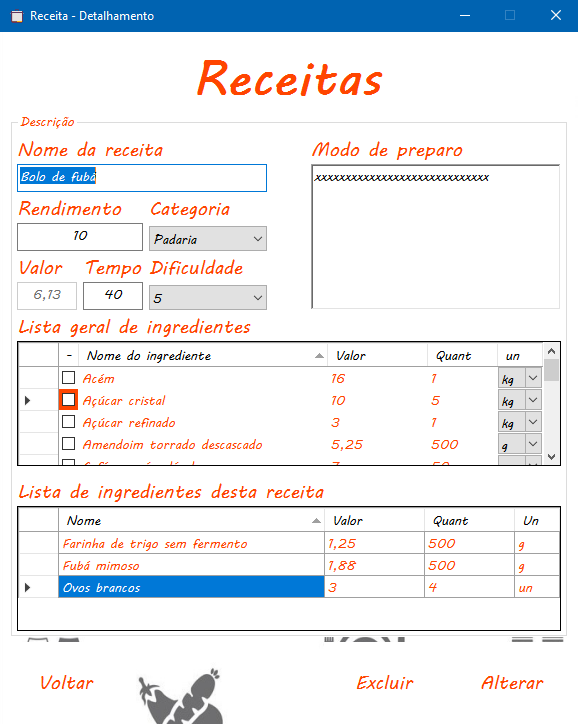 Receita - Detalhamento
Receitas
Descrição
Nome da receita
Modo de preparo
Bolo de fubá
xxxxxxxxxxxxxxxxxxxxxxxxxxxx
Rendimento Categoria
10 Padaria
Valor Tempo Dificuldade
6,13 40 5
Lista geral de ingredientes
- Nome do ingrediente Valor Quant un
Acém 16 1 kg
Açúcar cristal 10 5 kg
Açúcar refinado 3 1 kg
Amendoim torrado descascado 5,25 500 g
Lista de ingredientes desta receita
Nome Valor Quant Un
Farinha de trigo sem fermento 1,25 500 g
Fubá mimoso 1,88 500 g
Ovos brancos 3 4 un
Voltar Excluir Alterar